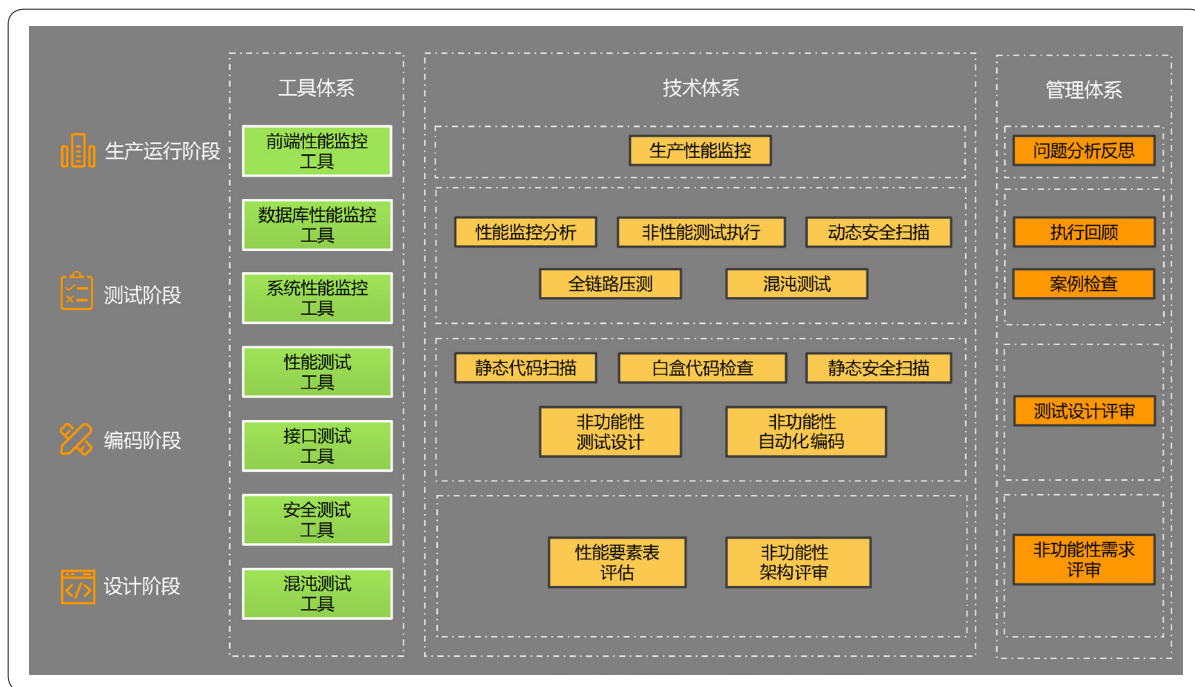 工具体系
技术体系
管理体系
生产运行阶段
前端性能监控
工具
生产性能监控
问题分析反思
数据库性能监控
工具
性能监控分析
非性能测试执行
动态安全扫描
执行回顾
测试阶段
系统性能监控
工具
全链路压测
混沌测试
案例检查
性能测试
工具
静态代码扫描
白盒代码检查
静态安全扫描
测试设计评审
编码阶段
接口测试
工具
非功能性
测试设计
非功能性
自动化编码
安全测试
工具
性能要素表
评估
非功能性
架构评审
非功能性需求
评审
设计阶段
混沌测试
工具